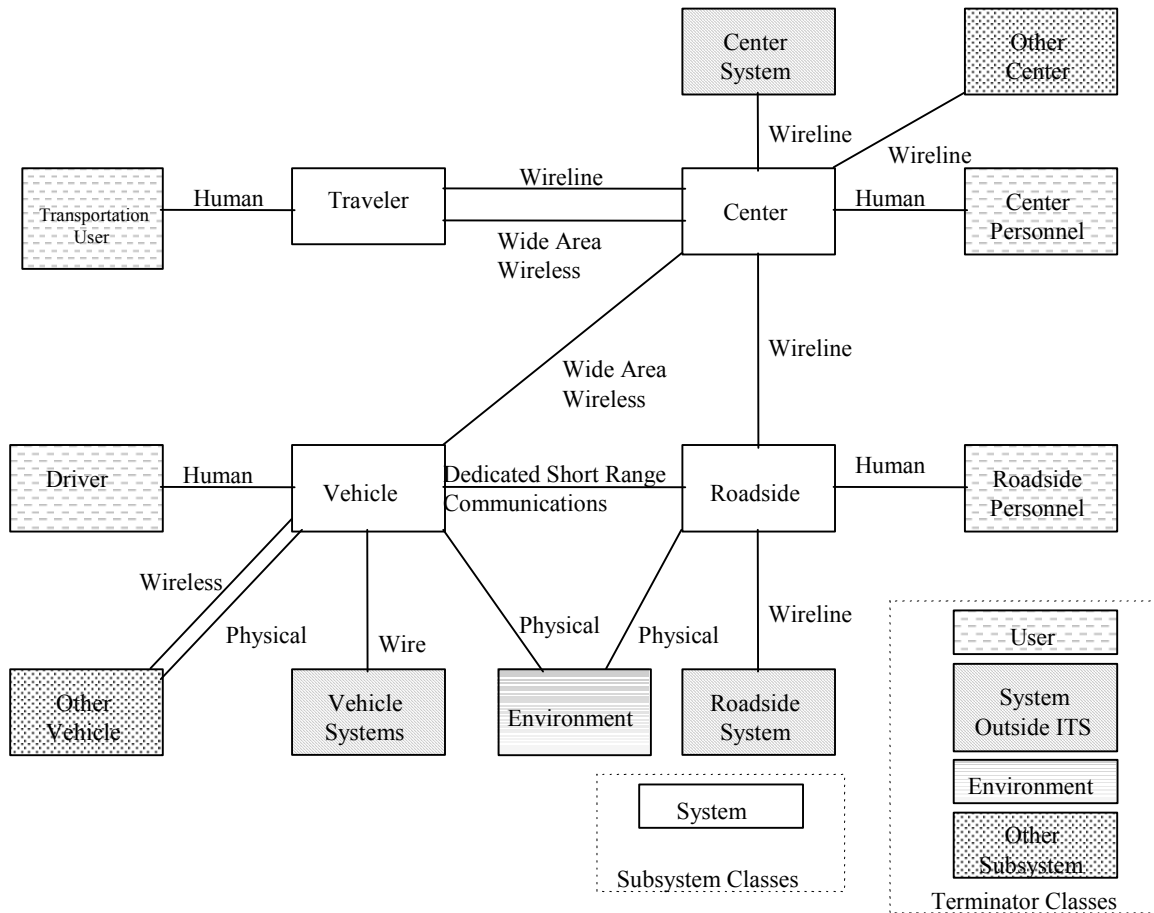 Center
System
Other
Center
Wireline
Wireline
Transportation
User
Human
Traveler
Wireline
Wide Area
Wireless
Center
Human
Center
Personnel
Wide Area
Wireless
Wireline
Driver
Human
Vehicle
Dedicated Short Range
Communications
Roadside
Human
Roadside
Personnel
Wireless
Physical
Wire
Physical
Physical
Wireline
Other
Vehicle
Vehicle
Systems
Environment
Roadside
System
System
Subsystem Classes
User
System
Outside ITS
Environment
Other
Subsystem
Terminator Classes